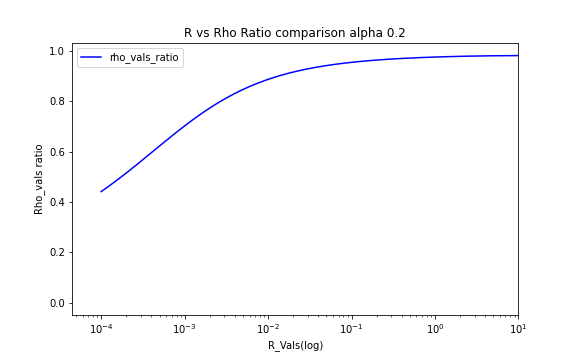 R vs Rho Ratio comparison alpha 0.2
rho_vals_ratio
1.0
0.8
0.6
0.4
0.2
0.0
Rho_vals ratio
10⁻⁴ 10⁻³ 10⁻² 10⁻¹ 10⁰ 10¹
R_Vals(log)